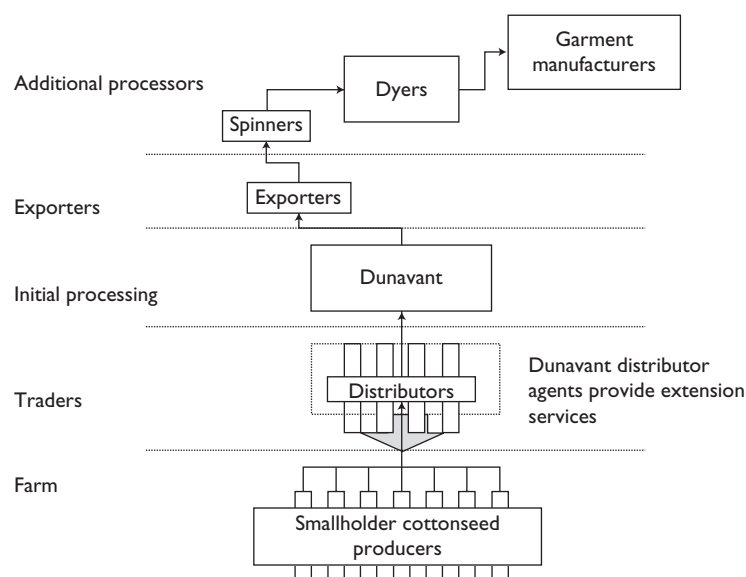 Garment
manufacturers
Additional processors
Dyers
Spinners
Exporters
Exporters
Dunavant
Initial processing
Dunavant distributor
agents provide extension
services
Distributors
Traders
Farm
Smallholder cottonseed
producers